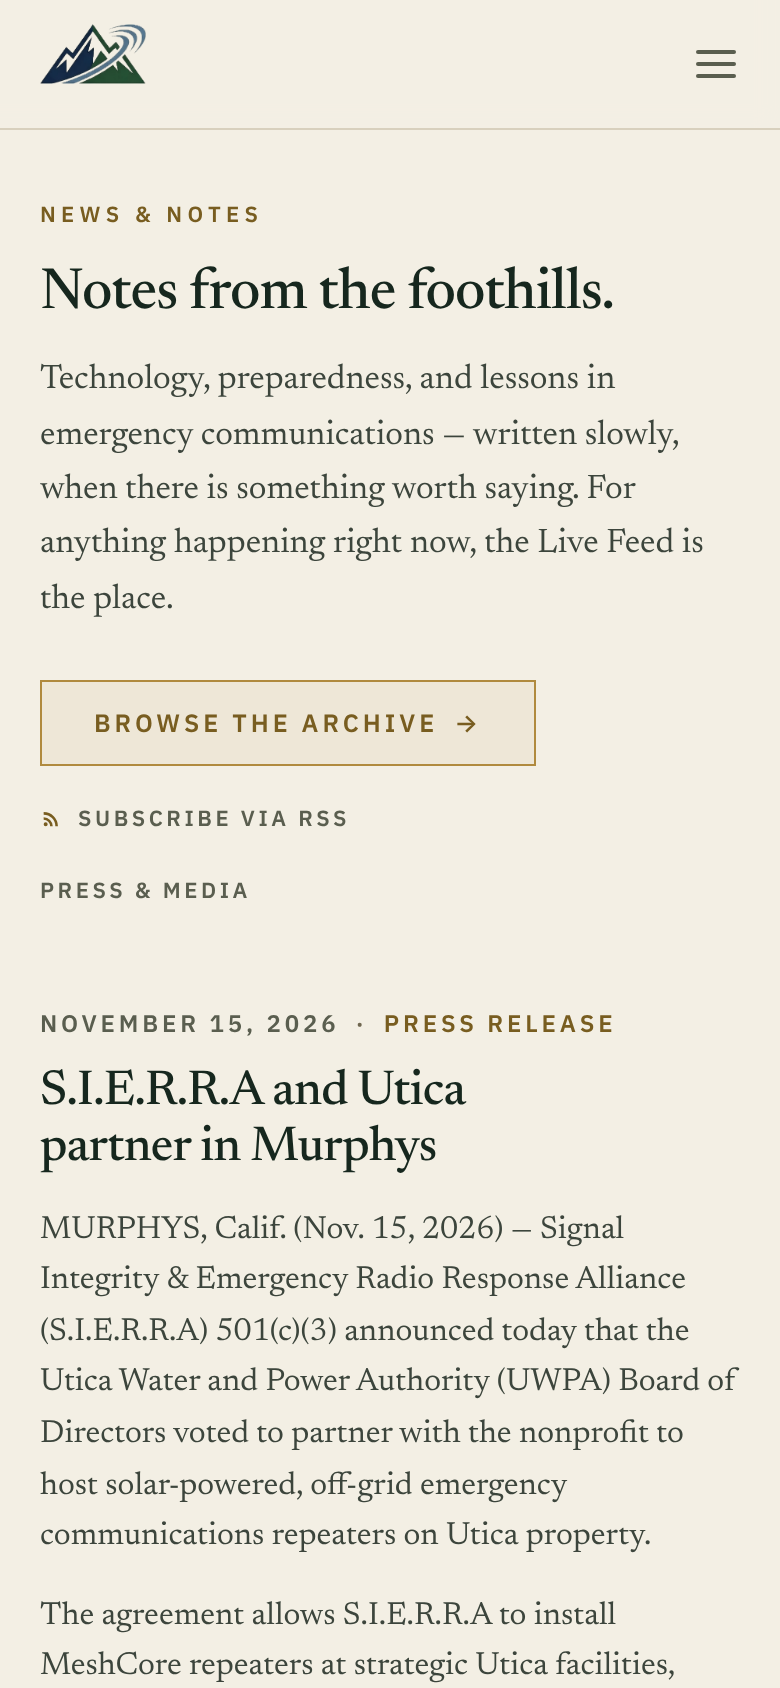 NEWS & NOTES
Notes from the foothills.
Technology, preparedness, and lessons in
emergency communications — written slowly,
when there is something worth saying. For
anything happening right now, the Live Feed is
the place.
BROWSE THE ARCHIVE →
SUBSCRIBE VIA RSS
PRESS & MEDIA
NOVEMBER 15, 2026 · PRESS RELEASE
S.I.E.R.R.A and Utica
partner in Murphys
MURPHYS, Calif. (Nov. 15, 2026) — Signal
Integrity & Emergency Radio Response Alliance
(S.I.E.R.R.A) 501(c)(3) announced today that the
Utica Water and Power Authority (UWPA) Board of
Directors voted to partner with the nonprofit to
host solar-powered, off-grid emergency
communications repeaters on Utica property.
The agreement allows S.I.E.R.R.A to install
MeshCore repeaters at strategic Utica facilities,